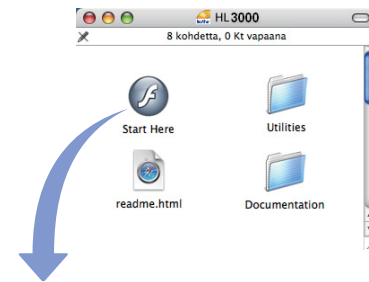 HL3000
8 kohdetta, 0 Kt vapaana
Start Here
Utilities
readme.html
Documentation